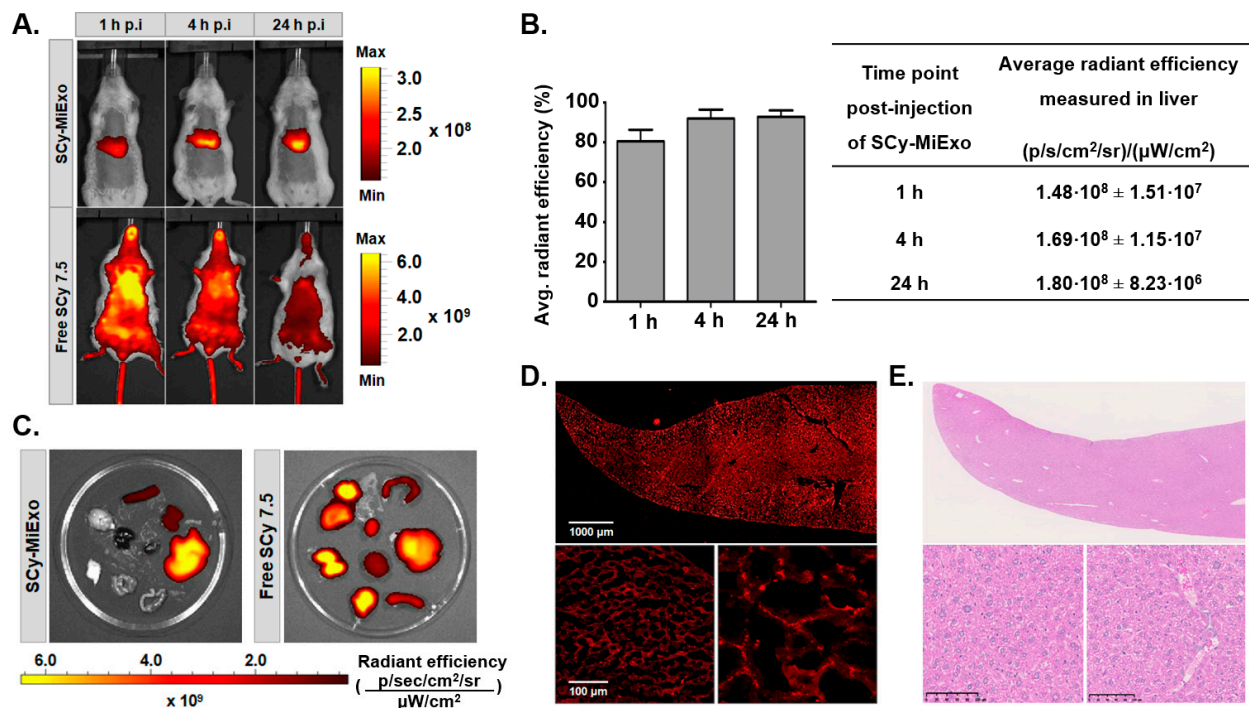 A.
1 h p.i
4 h p.i
24 h p.i
SCy-MiExo
Free SCy 7.5
Max
3.0
2.5
2.0
x 10⁸
Min
Max
6.0
4.0
2.0
x 10⁹
Min
B.
Avg. radiant efficiency (%)
100
80
60
40
20
0
1 h
4 h
24 h
Time point
post-injection
of SCy-MiExo
Average radiant efficiency
measured in liver
(p/s/cm²/sr)/(µW/cm²)
1 h
1.48·10⁸ ± 1.51·10⁷
4 h
1.69·10⁸ ± 1.15·10⁷
24 h
1.80·10⁸ ± 8.23·10⁶
C.
SCy-MiExo
Free SCy 7.5
6.0
4.0
2.0
x 10⁹
Radiant efficiency
( p/sec/cm²/sr )
µW/cm²
D.
1000 µm
100 µm
E.